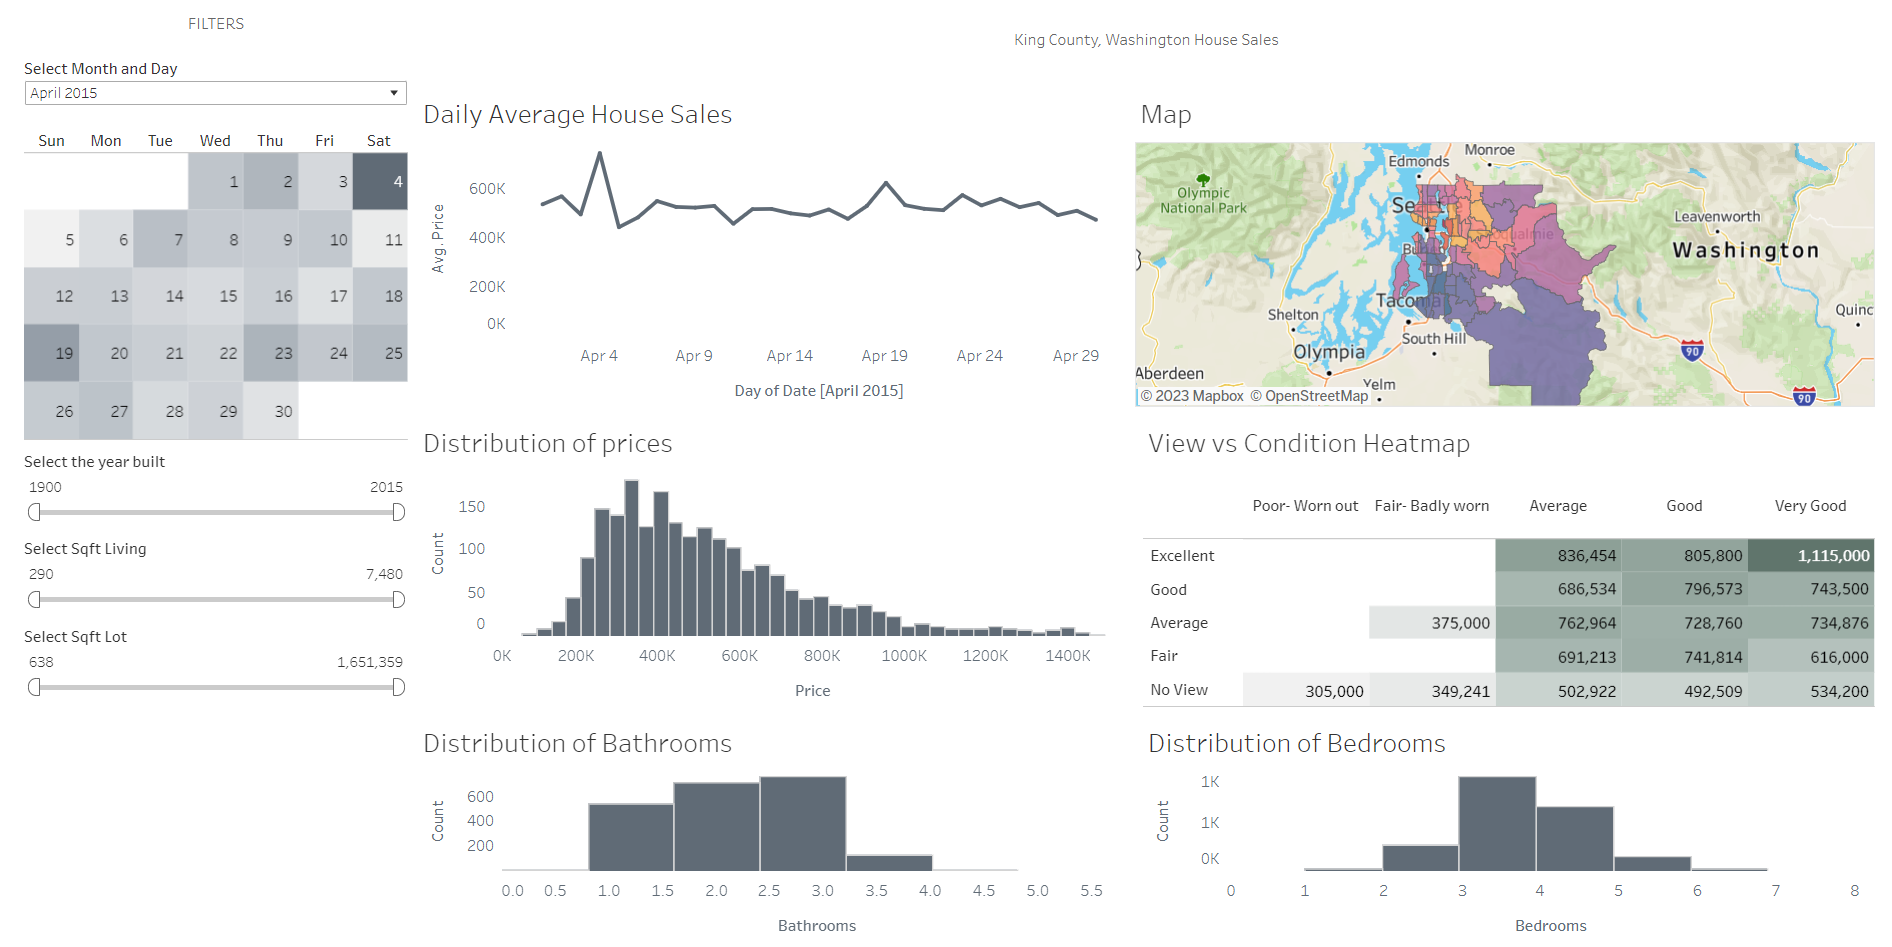 FILTERS
King County, Washington House Sales
Select Month and Day
April 2015
Sun Mon Tue Wed Thu Fri Sat
1 2 3 4
5 6 7 8 9 10 11
12 13 14 15 16 17 18
19 20 21 22 23 24 25
26 27 28 29 30
Select the year built
1900 2015
Select Sqft Living
290 7,480
Select Sqft Lot
638 1,651,359
Daily Average House Sales
Avg. Price
600K
400K
200K
0K
Apr 4 Apr 9 Apr 14 Apr 19 Apr 24 Apr 29
Day of Date [April 2015]
Map
Monroe
Edmonds
Olympic
National Park
Leavenworth
Washington
Tacoma
Shelton
Quinc
South Hill
Olympia
90
Aberdeen
Yelm
90
© 2023 Mapbox © OpenStreetMap
Distribution of prices
Count
150
100
50
0
0K 200K 400K 600K 800K 1000K 1200K 1400K
Price
View vs Condition Heatmap
Poor- Worn out Fair- Badly worn Average Good Very Good
Excellent 836,454 805,800 1,115,000
Good 686,534 796,573 743,500
Average 375,000 762,964 728,760 734,876
Fair 691,213 741,814 616,000
No View 305,000 349,241 502,922 492,509 534,200
Distribution of Bathrooms
Count
600
400
200
0.0 0.5 1.0 1.5 2.0 2.5 3.0 3.5 4.0 4.5 5.0 5.5
Bathrooms
Distribution of Bedrooms
Count
1K
1K
0K
0 1 2 3 4 5 6 7 8
Bedrooms